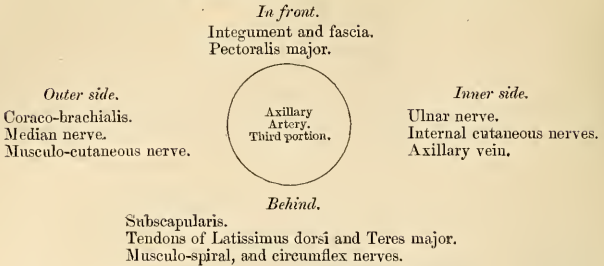 In front.
Integument and fascia.
Pectoralis major.
Outer side.
Coraco-brachialis.
Median nerve.
Musculo-cutaneous nerve.
Axillary
Artery.
Third portion.
Inner side.
Ulnar nerve.
Internal cutaneous nerves.
Axillary vein.
Behind.
Subscapularis.
Tendons of Latissimus dorsi and Teres major.
Musculo-spiral, and circumflex nerves.